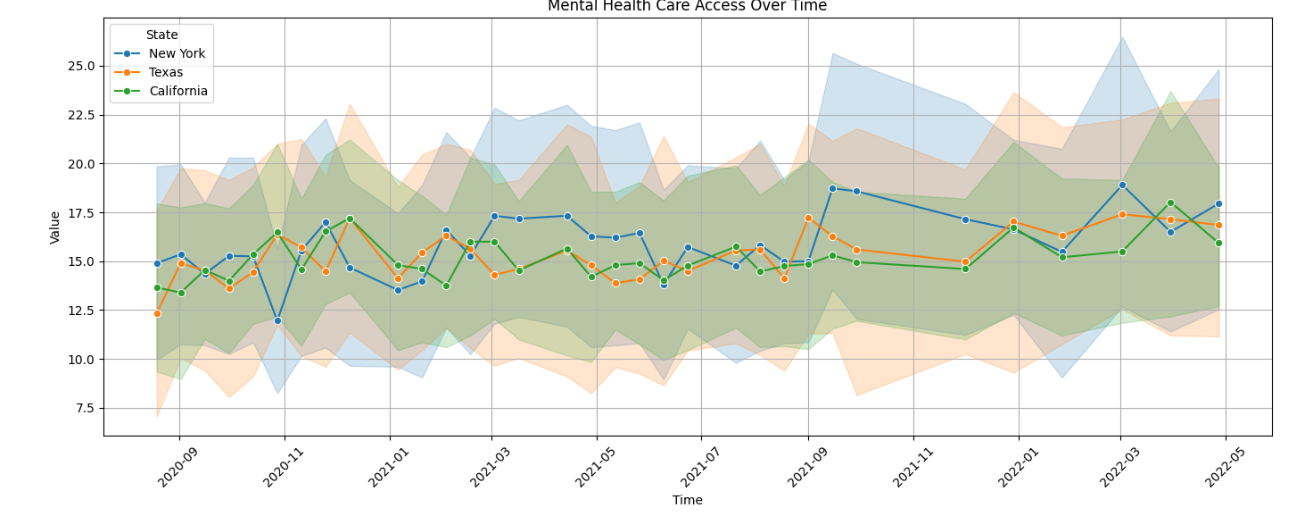 Mental Health Care Access Over Time
State
New York
Texas
California
Value
25.0
22.5
20.0
17.5
15.0
12.5
10.0
7.5
2020-09
2020-11
2021-01
2021-03
2021-05
2021-07
2021-09
2021-11
2022-01
2022-03
2022-05
Time